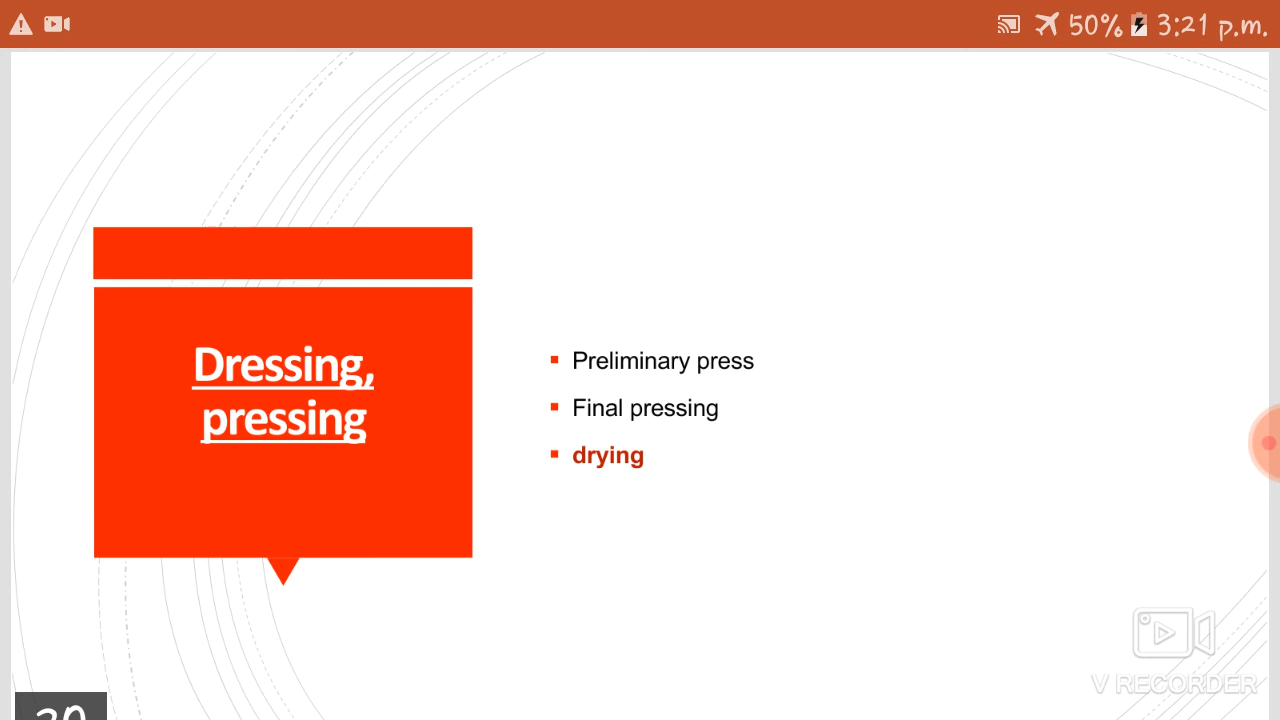 50% 3:21 p.m.
Dressing,
pressing
Preliminary press
Final pressing
drying
V RECORDER